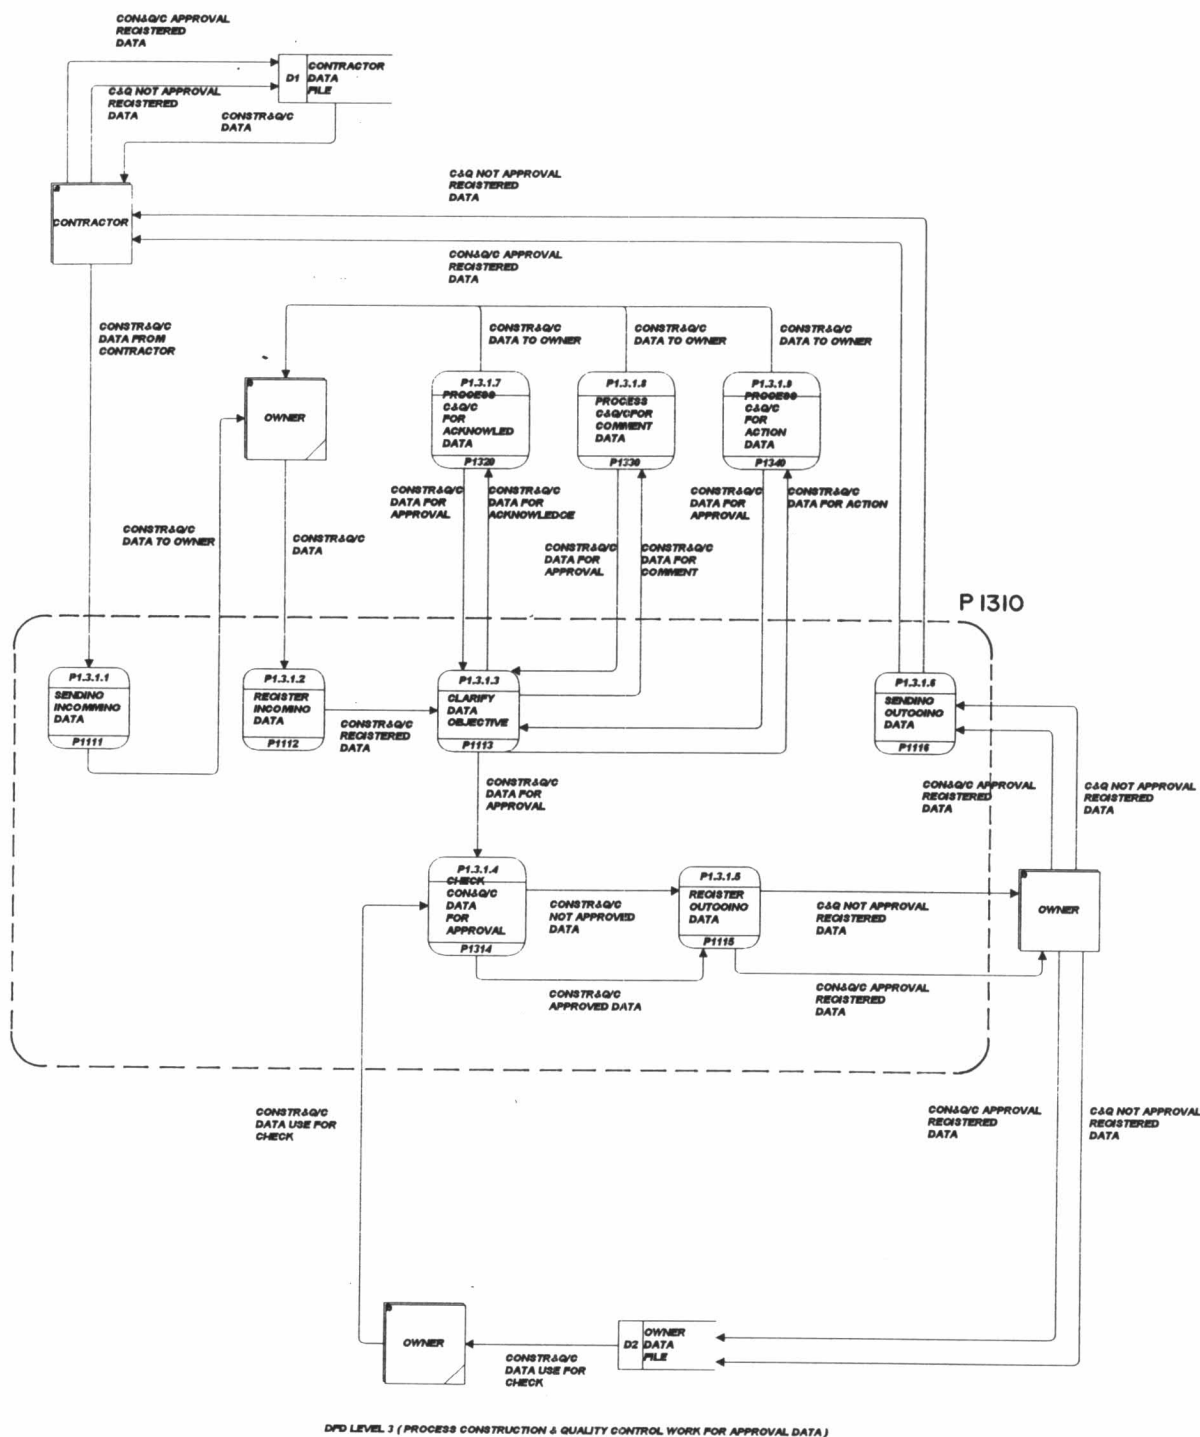 CON&Q/C APPROVAL
REGISTERED
DATA
D1
CONTRACTOR
DATA
FILE
C&Q NOT APPROVAL
REGISTERED
DATA
CONSTR&Q/C
DATA
CONTRACTOR
C&Q NOT APPROVAL
REGISTERED
DATA
CON&Q/C APPROVAL
REGISTERED
DATA
CONSTR&Q/C
DATA FROM
CONTRACTOR
CONSTR&Q/C
DATA TO OWNER
CONSTR&Q/C
DATA TO OWNER
CONSTR&Q/C
DATA TO OWNER
OWNER
P1.3.1.7
PROCESS
C&Q/C
FOR
ACKNOWLED
DATA
P1320
P1.3.1.8
PROCESS
C&Q/CFOR
COMMENT
DATA
P1330
P1.3.1.9
PROCESS
C&Q/C
FOR
ACTION
DATA
P1340
CONSTR&Q/C
DATA FOR
APPROVAL
CONSTR&Q/C
DATA FOR
ACKNOWLEDGE
CONSTR&Q/C
DATA FOR
APPROVAL
CONSTR&Q/C
DATA FOR ACTION
CONSTR&Q/C
DATA TO OWNER
CONSTR&Q/C
DATA
CONSTR&Q/C
DATA FOR
APPROVAL
CONSTR&Q/C
DATA FOR
COMMENT
P 1310
P1.3.1.1
SENDING
INCOMMING
DATA
P1111
P1.3.1.2
REGISTER
INCOMING
DATA
P1112
CONSTR&Q/C
REGISTERED
DATA
P1.3.1.3
CLARIFY
DATA
OBJECTIVE
P1113
P1.3.1.6
SENDING
OUTGOING
DATA
P1116
CONSTR&Q/C
DATA FOR
APPROVAL
CON&Q/C APPROVAL
REGISTERED
DATA
C&Q NOT APPROVAL
REGISTERED
DATA
P1.3.1.4
CHECK
CON&Q/C
DATA
FOR
APPROVAL
P1314
CONSTR&Q/C
NOT APPROVED
DATA
P1.3.1.5
REGISTER
OUTGOING
DATA
P1115
C&Q NOT APPROVAL
REGISTERED
DATA
OWNER
CONSTR&Q/C
APPROVED DATA
CON&Q/C APPROVAL
REGISTERED
DATA
CONSTR&Q/C
DATA USE FOR
CHECK
CON&Q/C APPROVAL
REGISTERED
DATA
C&Q NOT APPROVAL
REGISTERED
DATA
OWNER
CONSTR&Q/C
DATA USE FOR
CHECK
D2
OWNER
DATA
FILE
DFD LEVEL 3 ( PROCESS CONSTRUCTION & QUALITY CONTROL WORK FOR APPROVAL DATA )